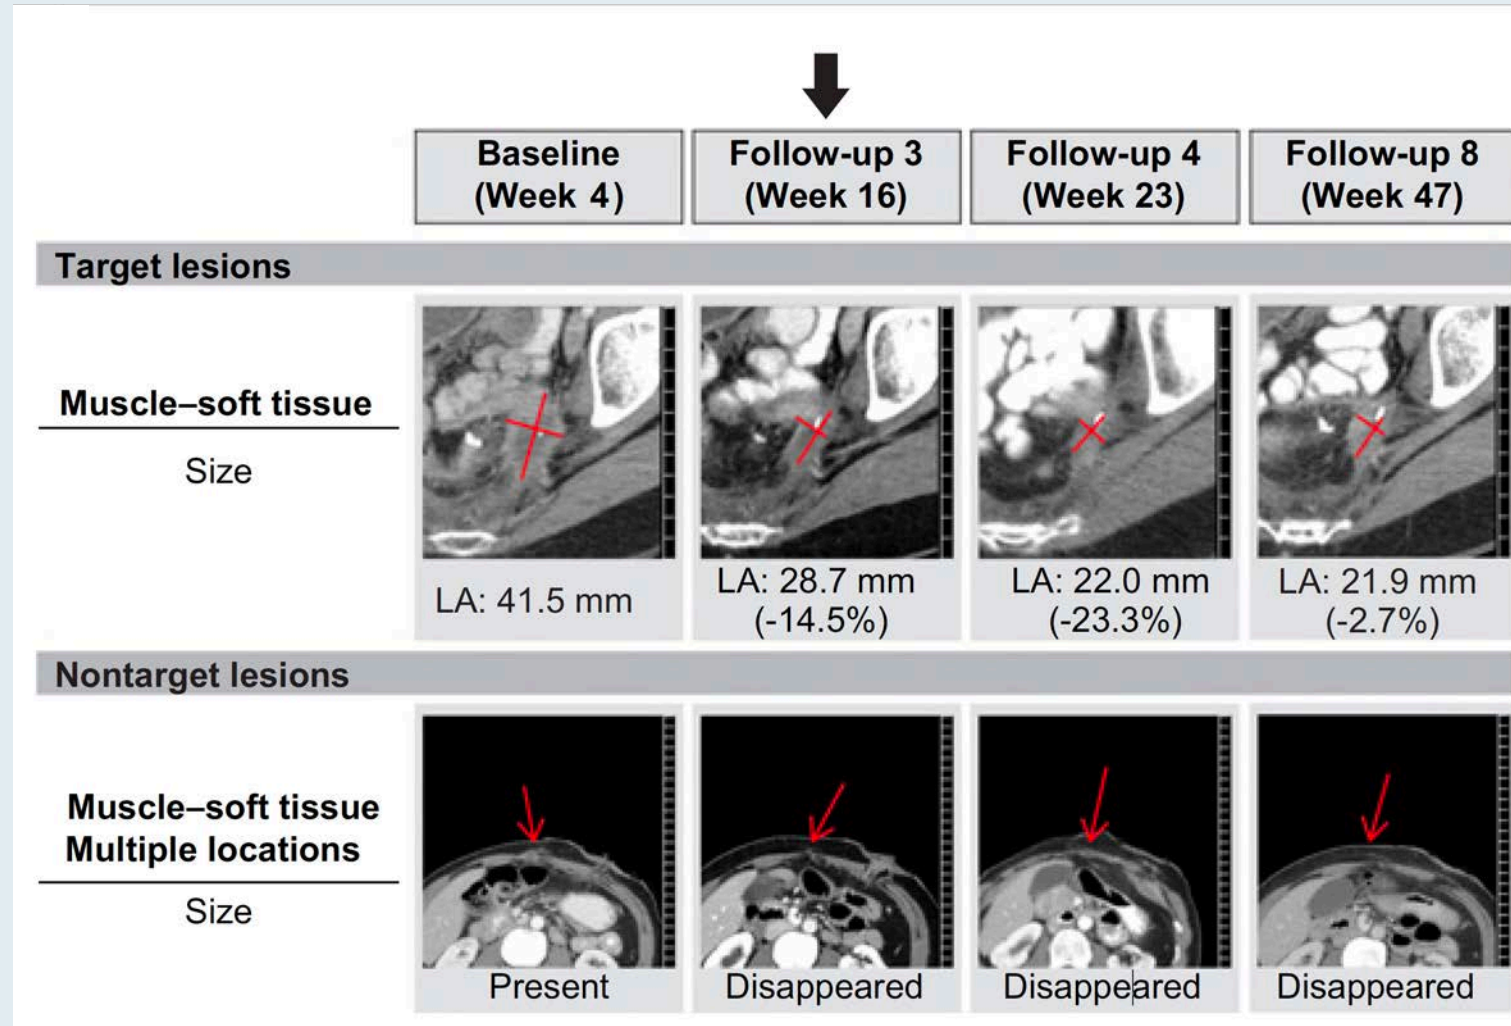 Baseline
(Week 4)
Follow-up 3
(Week 16)
Follow-up 4
(Week 23)
Follow-up 8
(Week 47)
Target lesions
Muscle–soft tissue
Size
LA: 41.5 mm
LA: 28.7 mm
(-14.5%)
LA: 22.0 mm
(-23.3%)
LA: 21.9 mm
(-2.7%)
Nontarget lesions
Muscle–soft tissue
Multiple locations
Size
Present
Disappeared
Disappeared
Disappeared